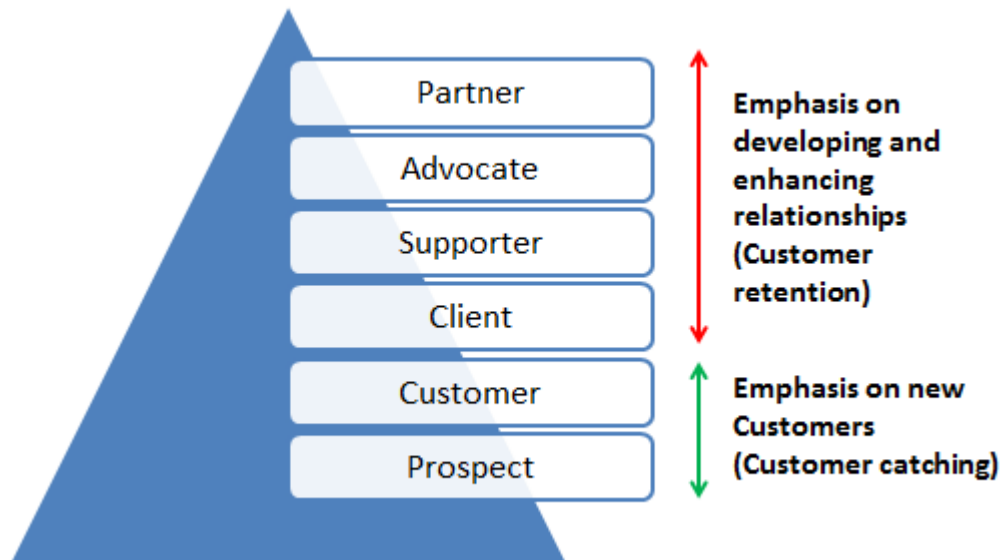 Partner
Advocate
Supporter
Client
Customer
Prospect
Emphasis on
developing and
enhancing
relationships
(Customer
retention)
Emphasis on new
Customers
(Customer catching)